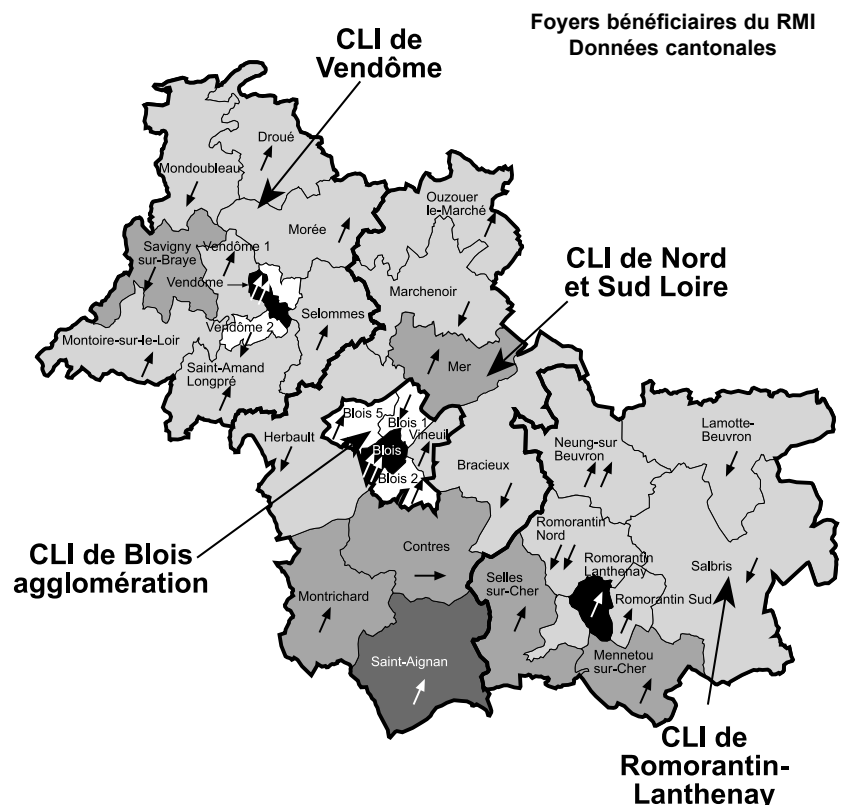 Foyers bénéficiaires du RMI
Données cantonales
CLI de
Vendôme
Droué
Mondoubleau
Ouzouer
le-Marché
Morée
Savigny
sur-Braye
Vendôme 1
Vendôme
CLI de Nord
et Sud Loire
Marchenoir
Selommes
Vendôme 2
Montoire-sur-le-Loir
Saint-Amand
Longpré
Mer
Blois 5
Blois 1
Vineuil
Herbault
Blois
Blois 2
Bracieux
Neung-sur
Beuvron
Lamotte-
Beuvron
CLI de Blois
agglomération
Contres
Romorantin
Nord
Romorantin
Lanthenay
Salbris
Selles
sur-Cher
Montrichard
Romorantin Sud
Saint-Aignan
Mennetou
sur-Cher
CLI de
Romorantin-
Lanthenay